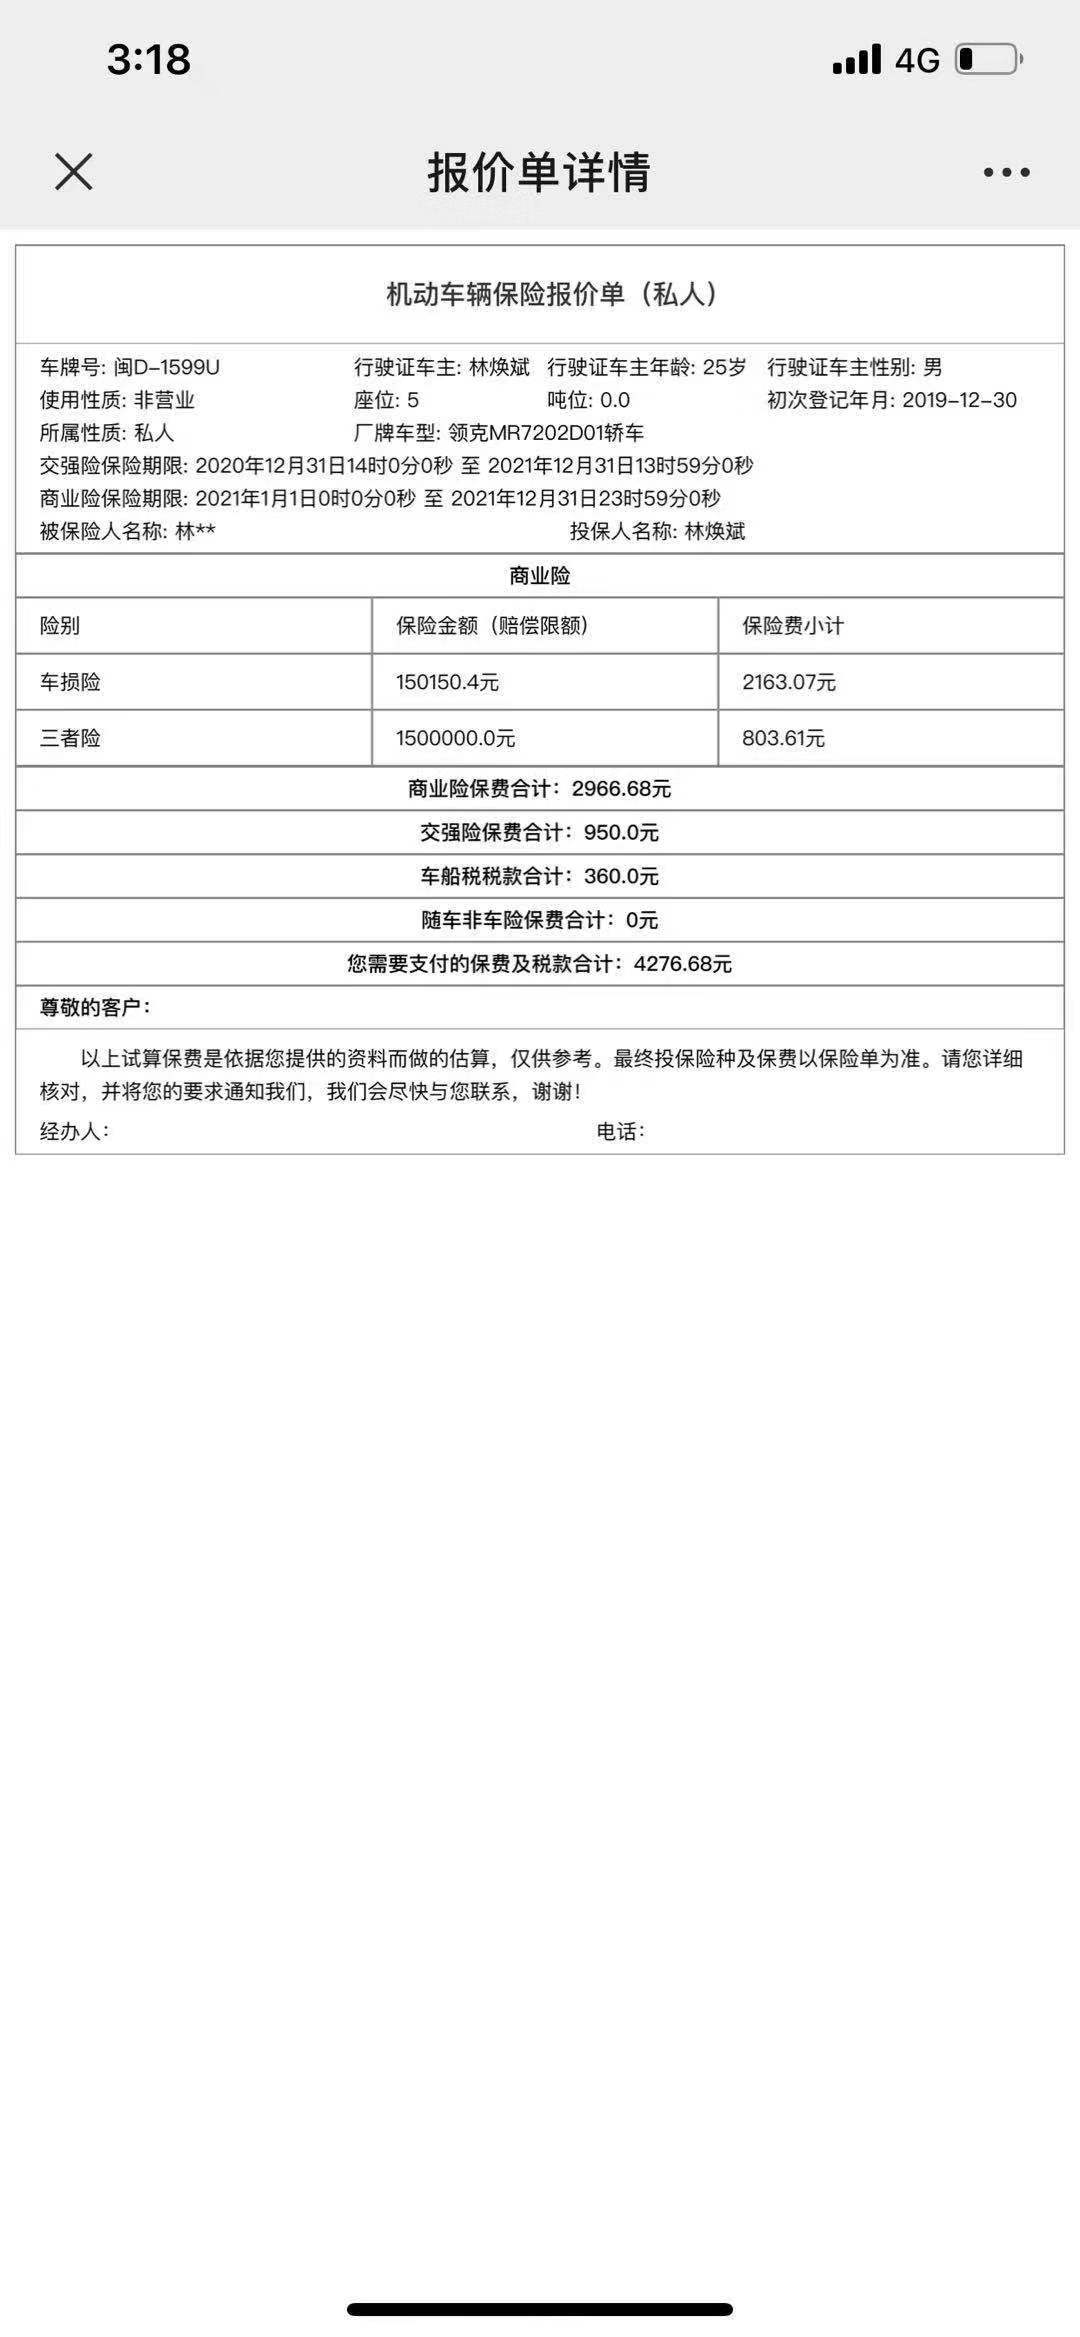 3:18
4G
报价单详情
机动车辆保险报价单（私人）
车牌号: 闽D-1599U 行驶证车主: 林焕斌 行驶证车主年龄: 25岁 行驶证车主性别: 男
使用性质: 非营业 座位: 5 吨位: 0.0 初次登记年月: 2019-12-30
所属性质: 私人 厂牌车型: 领克MR7202D01轿车
交强险保险期限: 2020年12月31日14时0分0秒 至 2021年12月31日13时59分0秒
商业险保险期限: 2021年1月1日0时0分0秒 至 2021年12月31日23时59分0秒
被保险人名称: 林** 投保人名称: 林焕斌
商业险
险别 保险金额（赔偿限额） 保险费小计
车损险 150150.4元 2163.07元
三者险 1500000.0元 803.61元
商业险保费合计：2966.68元
交强险保费合计：950.0元
车船税税款合计：360.0元
随车非车险保费合计：0元
您需要支付的保费及税款合计：4276.68元
尊敬的客户：
以上试算保费是依据您提供的资料而做的估算，仅供参考。最终投保险种及保费以保险单为准。请您详细
核对，并将您的要求通知我们，我们会尽快与您联系，谢谢！
经办人： 电话：